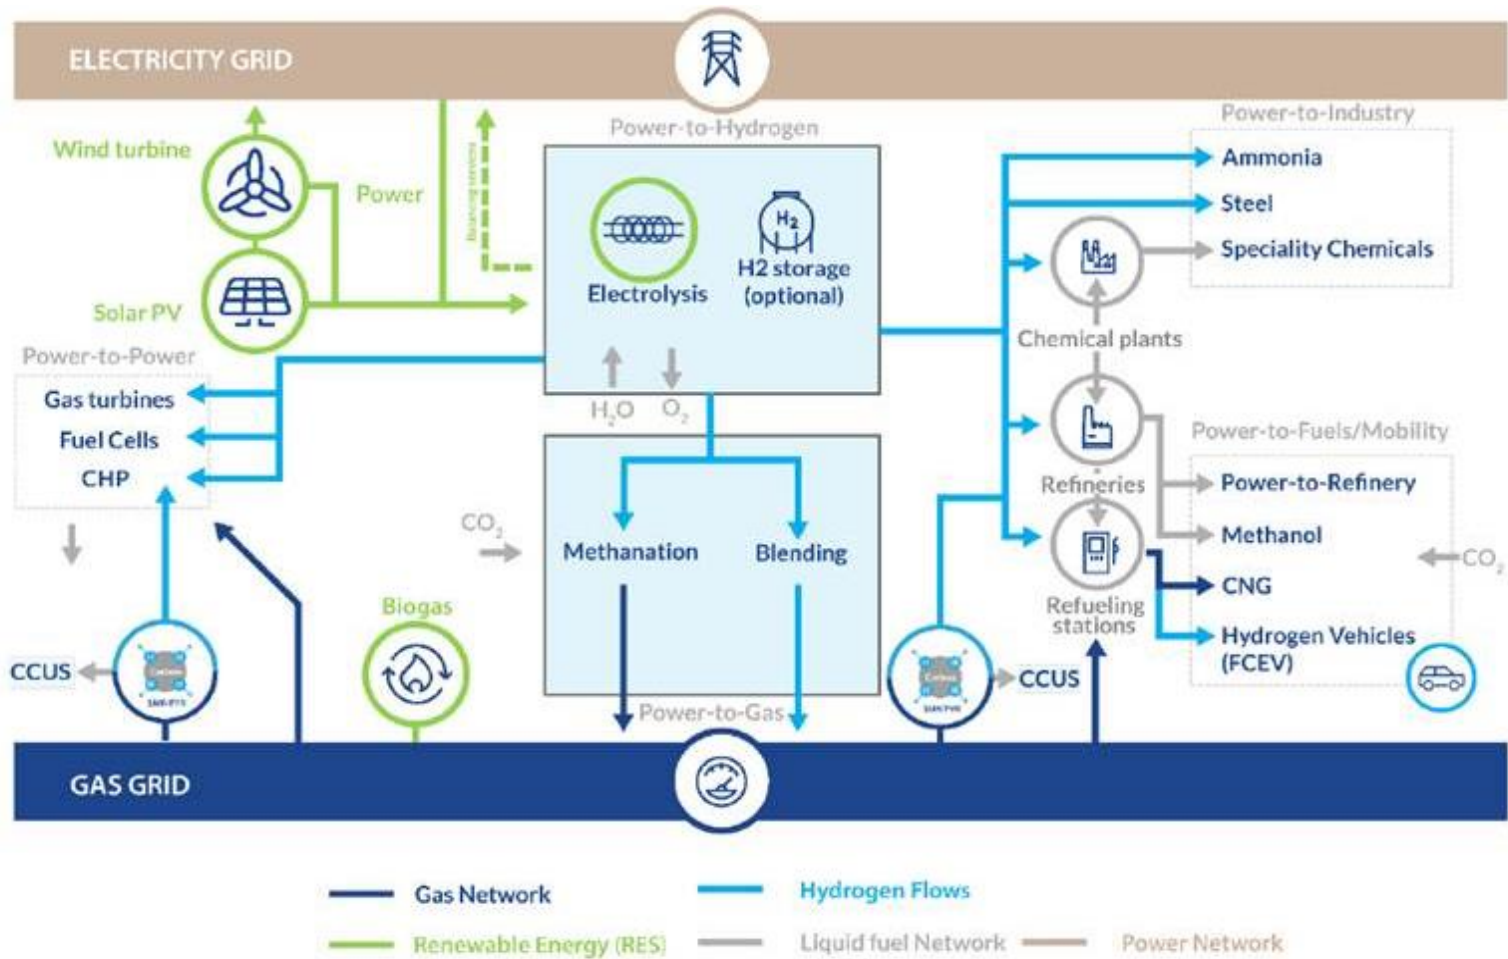 ELECTRICITY GRID
Power-to-Hydrogen
Power-to-Industry
Wind turbine
Power
Balancing services
Solar PV
Electrolysis
H2
H2 storage
(optional)
H2O
O2
Ammonia
Steel
Speciality Chemicals
Chemical plants
Power-to-Power
Gas turbines
Fuel Cells
CHP
Refineries
Refueling
stations
Power-to-Fuels/Mobility
Power-to-Refinery
Methanol
CNG
Hydrogen Vehicles
(FCEV)
CO2
CO2
Methanation
Blending
Biogas
CCUS
CCUS
Power-to-Gas
GAS GRID
Gas Network
Hydrogen Flows
Renewable Energy (RES)
Liquid fuel Network
Power Network